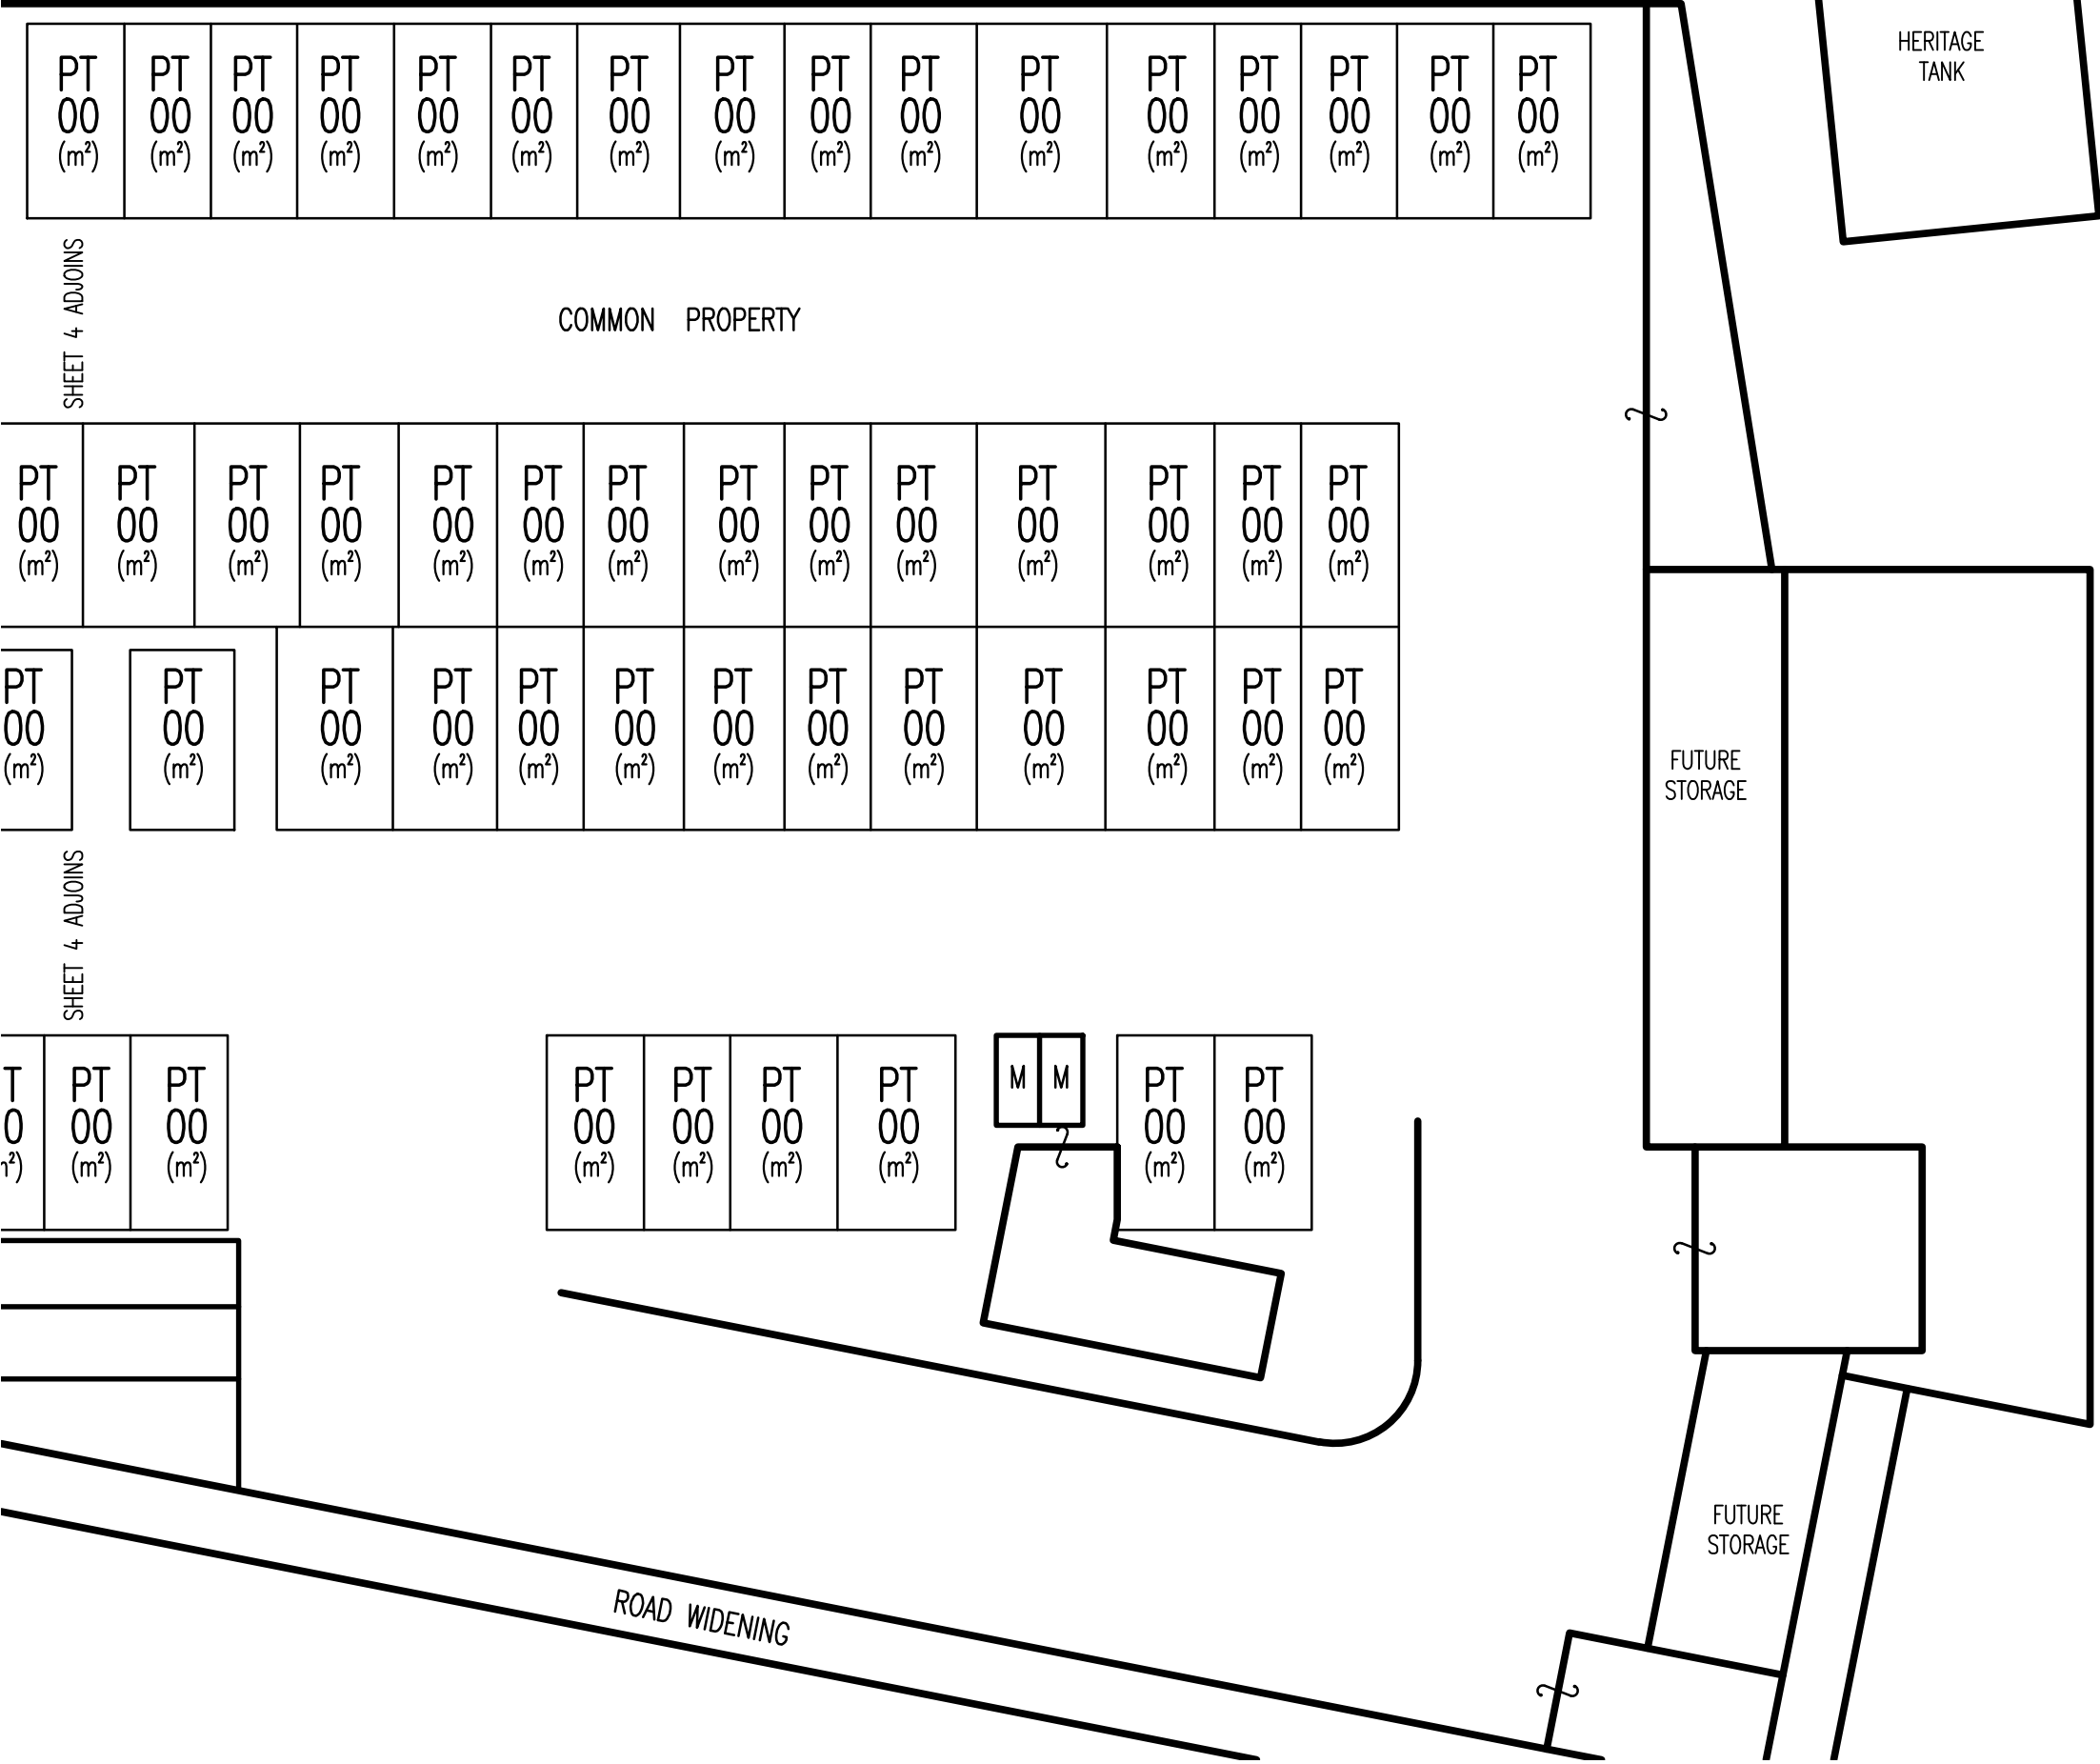 HERITAGE
TANK
PT PT PT PT PT PT PT PT PT PT PT PT PT PT PT PT
00 00 00 00 00 00 00 00 00 00 00 00 00 00 00 00
(m²) (m²) (m²) (m²) (m²) (m²) (m²) (m²) (m²) (m²) (m²) (m²) (m²) (m²) (m²) (m²)
SHEET 4 ADJOINS
COMMON PROPERTY
PT PT PT PT PT PT PT PT PT PT PT PT PT PT
00 00 00 00 00 00 00 00 00 00 00 00 00 00
(m²) (m²) (m²) (m²) (m²) (m²) (m²) (m²) (m²) (m²) (m²) (m²) (m²) (m²)
PT PT PT PT PT PT PT PT PT PT PT PT PT
00 00 00 00 00 00 00 00 00 00 00 00 00
(m²) (m²) (m²) (m²) (m²) (m²) (m²) (m²) (m²) (m²) (m²) (m²) (m²)
FUTURE
STORAGE
SHEET 4 ADJOINS
T PT PT PT PT PT PT M M PT PT
0 00 00 00 00 00 00 00 00
m²) (m²) (m²) (m²) (m²) (m²) (m²) (m²) (m²)
FUTURE
STORAGE
ROAD WIDENING